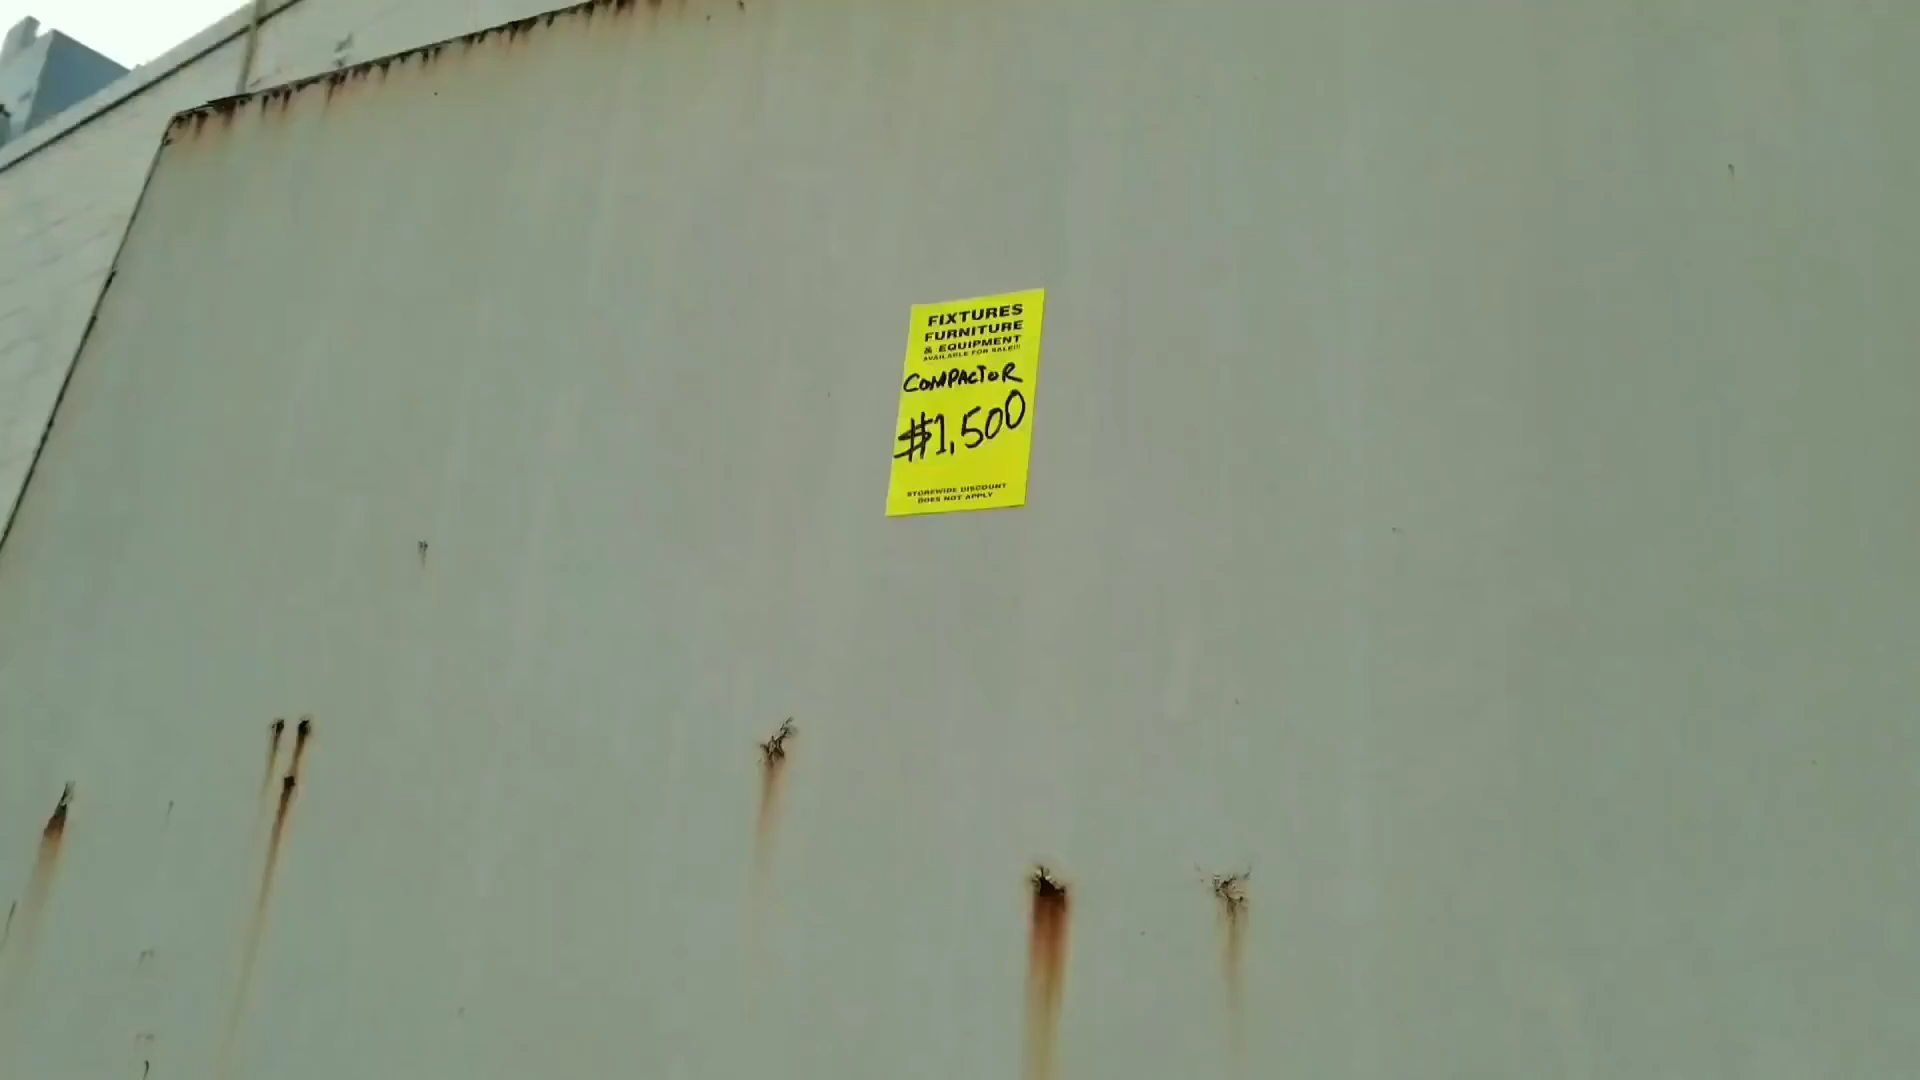 FIXTURES
FURNITURE
& EQUIPMENT
AVAILABLE FOR SALE!!!
COMPACTOR
$1,500
STOREWIDE DISCOUNT
DOES NOT APPLY